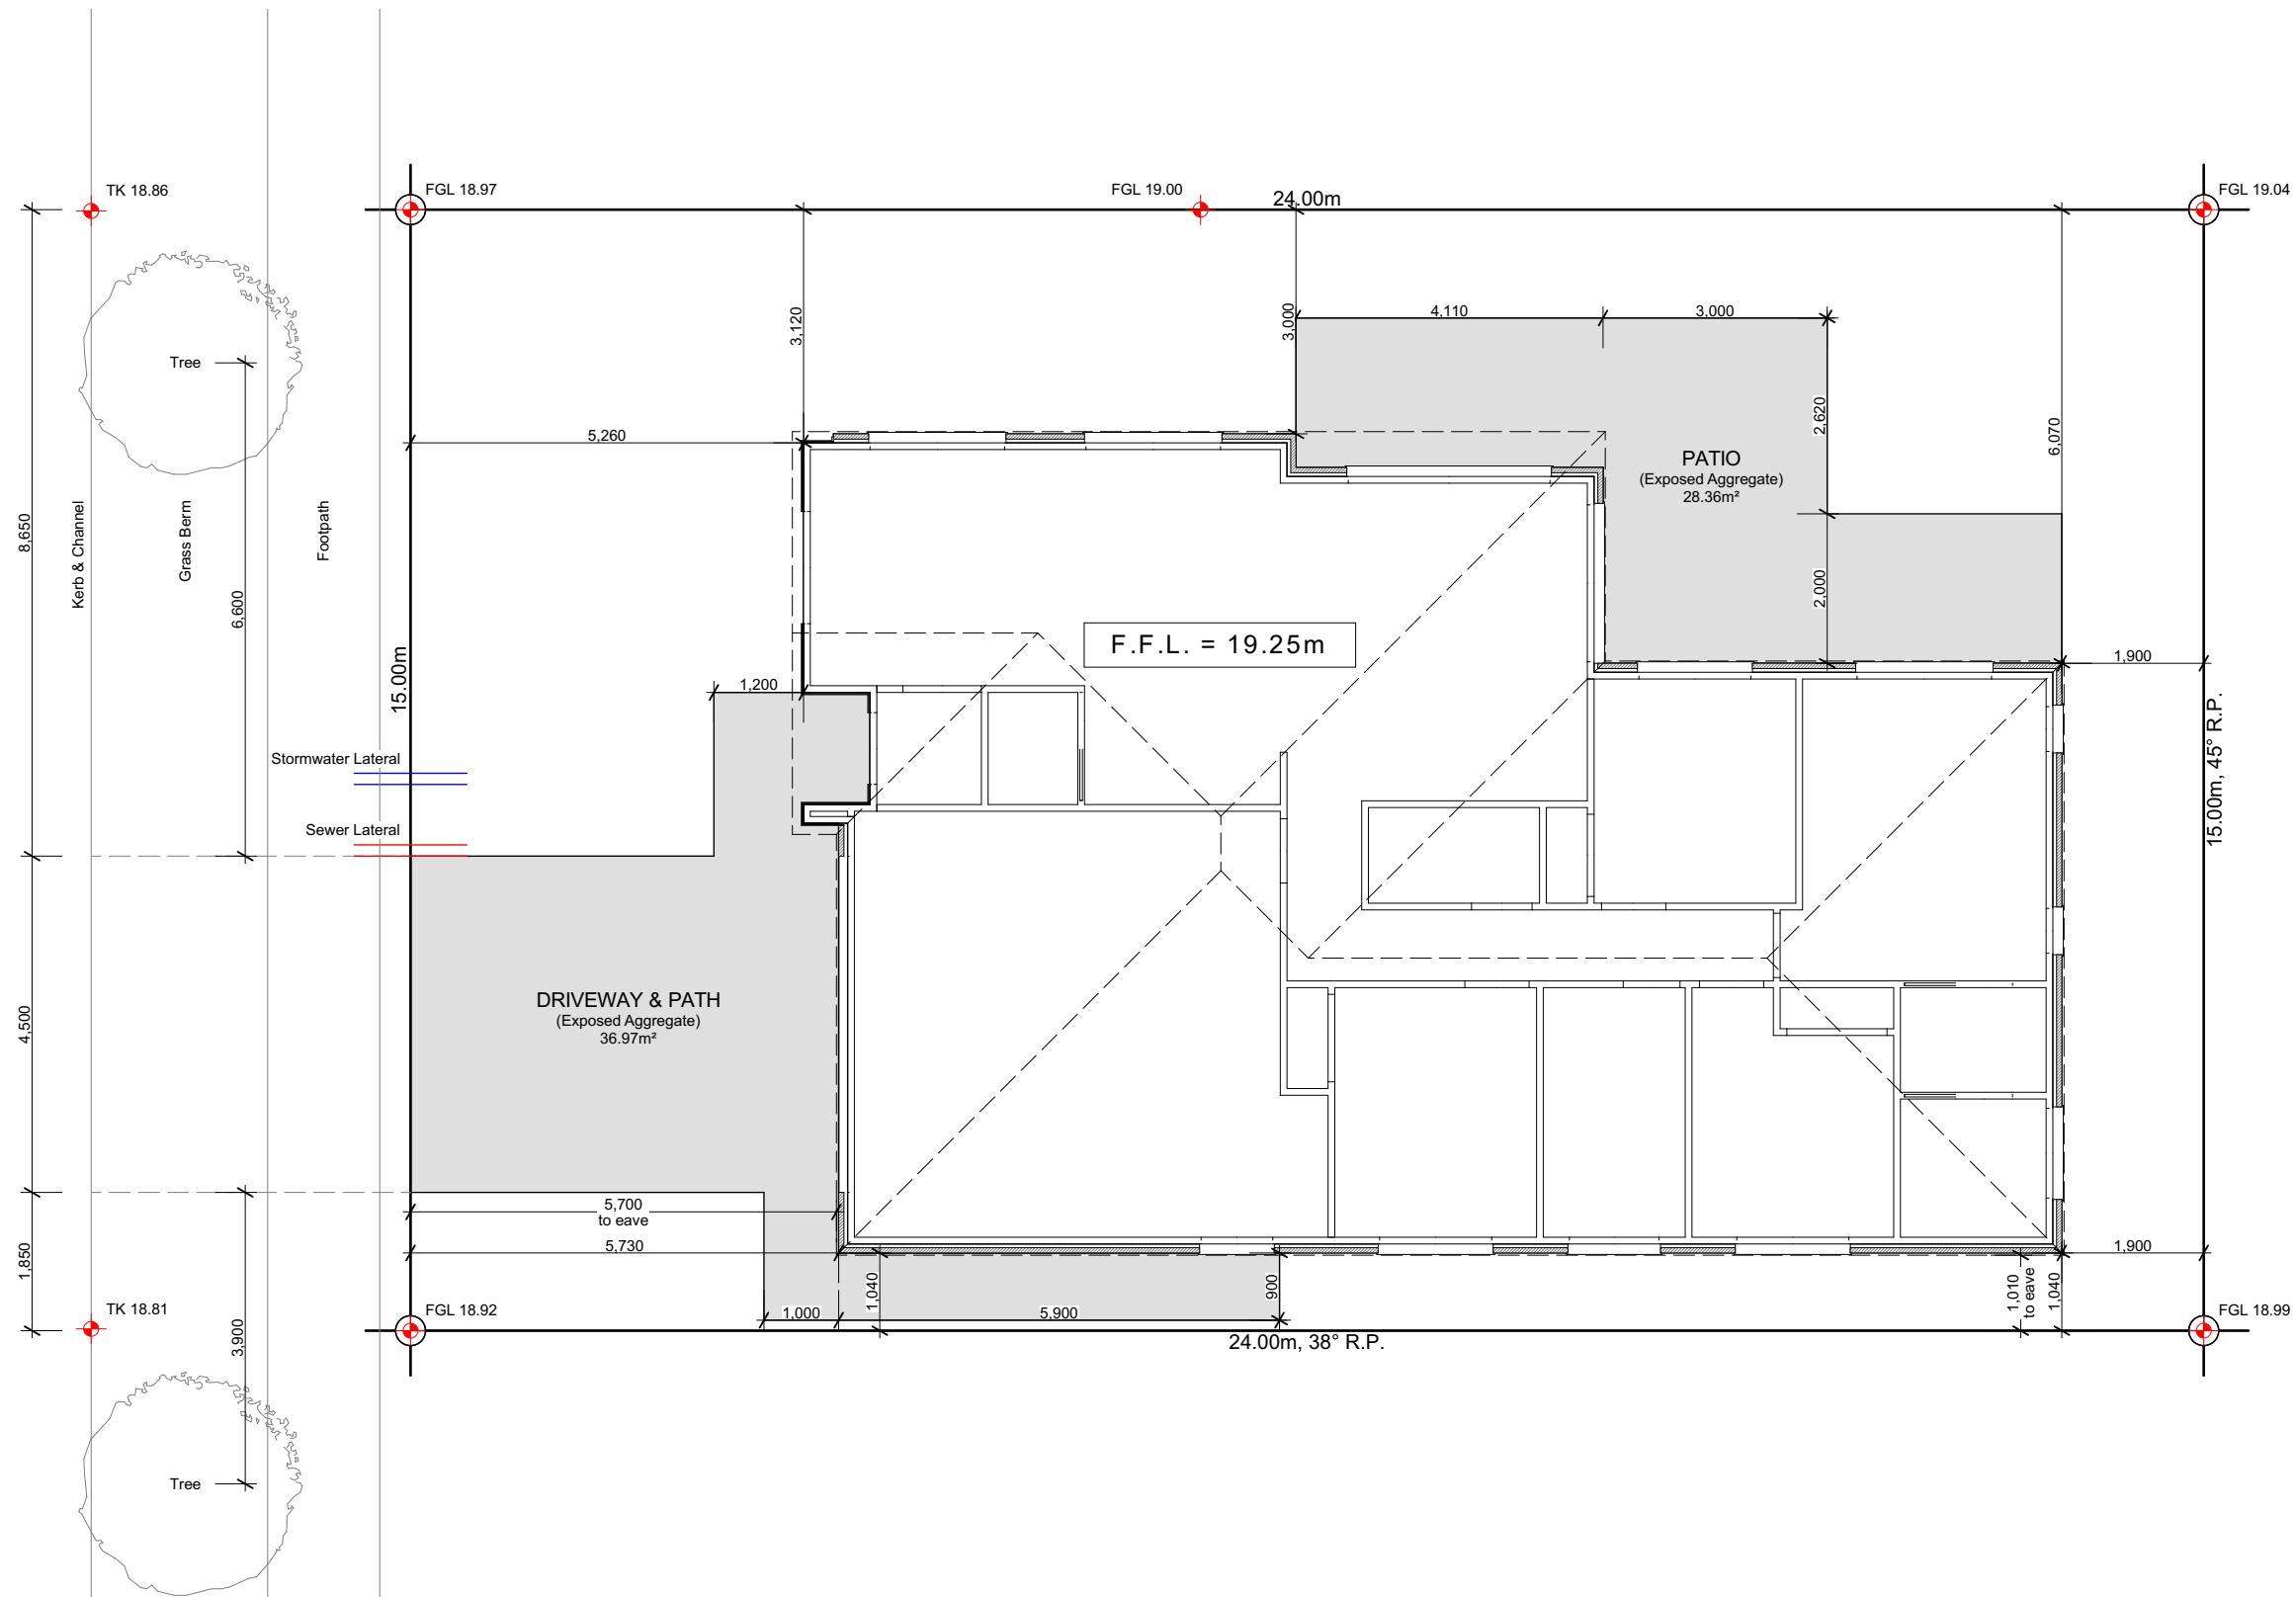 TK 18.86
FGL 18.97
FGL 19.00
24.00m
FGL 19.04
3,120
3,000
4,110
3,000
Tree
5,260
2,620
6,070
PATIO
(Exposed Aggregate)
28.36m²
8,650
Kerb & Channel
Grass Berm
Footpath
6,600
2,000
F.F.L. = 19.25m
15.00m
1,200
1,900
15.00m, 45° R.P.
Stormwater Lateral
Sewer Lateral
DRIVEWAY & PATH
(Exposed Aggregate)
36.97m²
4,500
5,700
to eave
5,730
1,850
1,900
1,040
900
1,010
to eave
1,040
TK 18.81
FGL 18.92
1,000
5,900
FGL 18.99
3,900
24.00m, 38° R.P.
Tree